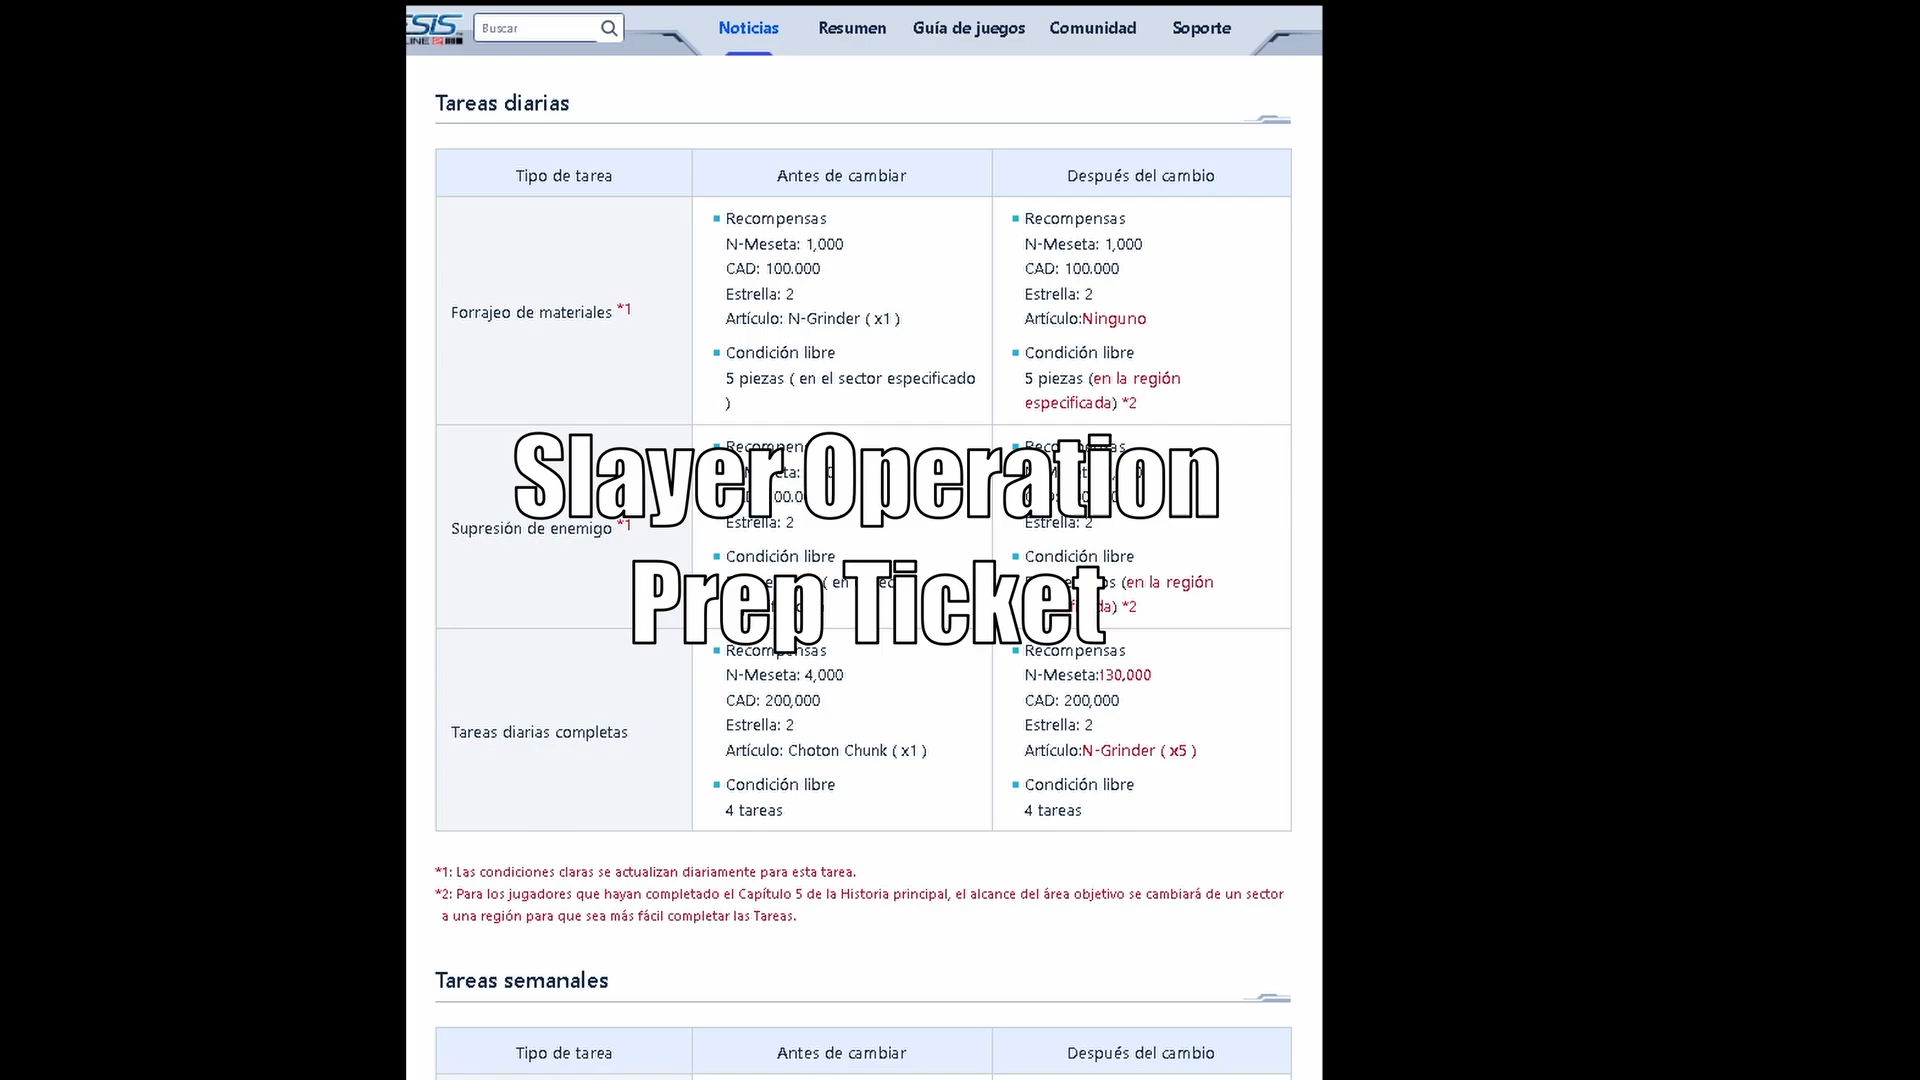 ESIS
LINE
Buscar
Noticias
Resumen
Guía de juegos
Comunidad
Soporte
Tareas diarias
Tipo de tarea
Antes de cambiar
Después del cambio
Forrajeo de materiales *1
Recompensas
N-Meseta: 1,000
CAD: 100.000
Estrella: 2
Artículo: N-Grinder ( x1 )
Condición libre
5 piezas ( en el sector especificado
)
Recompensas
N-Meseta: 1,000
CAD: 100.000
Estrella: 2
Artículo:Ninguno
Condición libre
5 piezas (en la región
especificada) *2
Slayer Operation
Prep Ticket
Supresión de enemigo *1
Estrella: 2
Condición libre
Estrella: 2
Condición libre
(en la región
*2
Tareas diarias completas
Recompensas
N-Meseta: 4,000
CAD: 200,000
Estrella: 2
Artículo: Choton Chunk ( x1 )
Condición libre
4 tareas
Recompensas
N-Meseta:130,000
CAD: 200,000
Estrella: 2
Artículo:N-Grinder ( x5 )
Condición libre
4 tareas
*1: Las condiciones claras se actualizan diariamente para esta tarea.
*2: Para los jugadores que hayan completado el Capítulo 5 de la Historia principal, el alcance del área objetivo se cambiará de un sector
a una región para que sea más fácil completar las Tareas.
Tareas semanales
Tipo de tarea
Antes de cambiar
Después del cambio